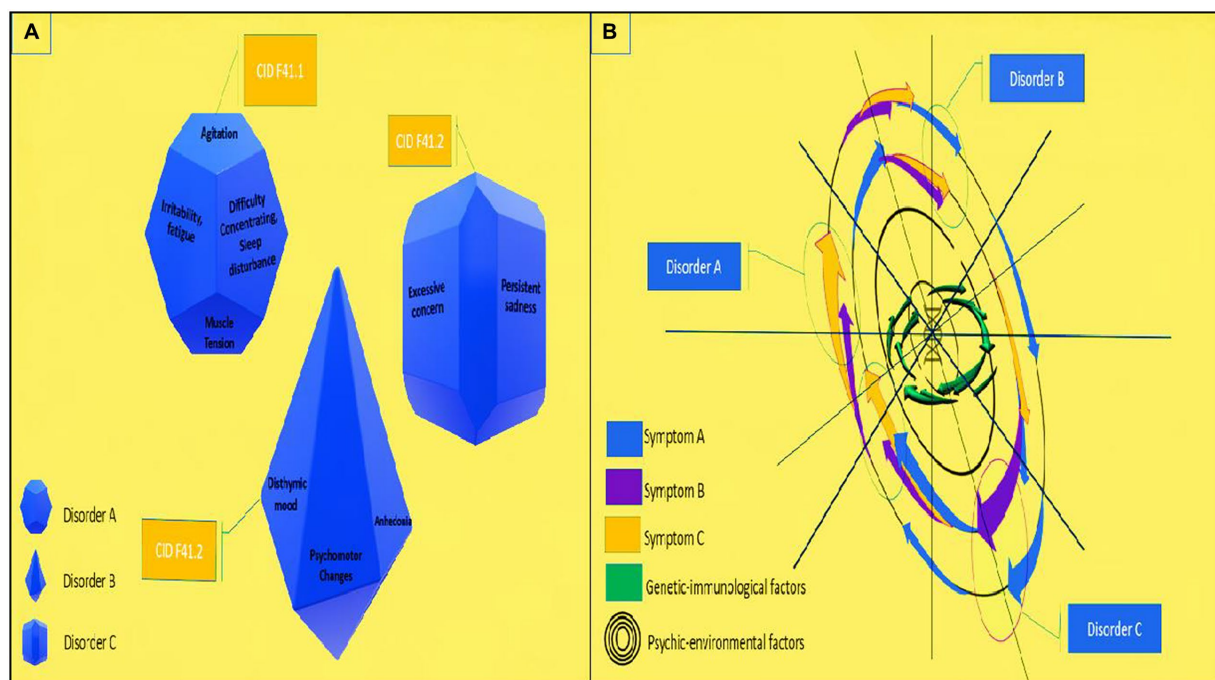 A
CID F41.1
Agitation
Irritability,
fatigue
Difficulty
Concentrating,
Sleep
disturbance
Muscle
Tension
CID F41.2
Excessive
concern
Persistent
sadness
Disthymic
mood
Psychomotor
Changes
Anhedonia
CID F41.2
Disorder A
Disorder B
Disorder C
B
Disorder B
Disorder A
Disorder C
Symptom A
Symptom B
Symptom C
Genetic-immunological factors
Psychic-environmental factors